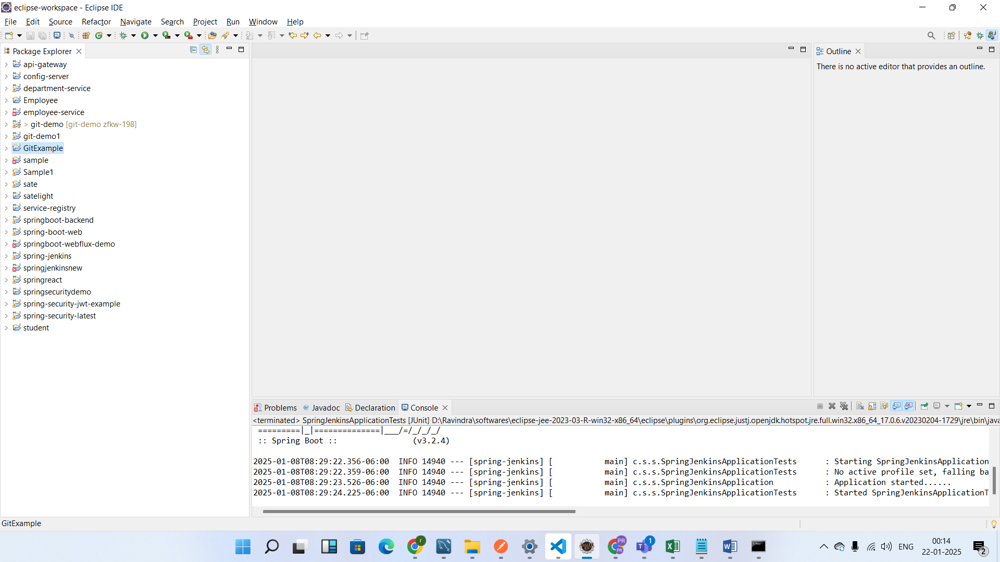 eclipse-workspace - Eclipse IDE
File Edit Source Refactor Navigate Search Project Run Window Help
Package Explorer
api-gateway
config-server
department-service
Employee
employee-service
> git-demo [git-demo zfkw-198]
git-demo1
GitExample
sample
Sample1
sate
satelight
service-registry
springboot-backend
spring-boot-web
springboot-webflux-demo
spring-jenkins
springjenkinsnew
springreact
springsecuritydemo
spring-security-jwt-example
spring-security-latest
student
Outline
There is no active editor that provides an outline.
Problems @ Javadoc Declaration Console
<terminated> SpringJenkinsApplicationTests [JUnit] D:\Ravindra\softwares\eclipse-jee-2023-03-R-win32-x86_64\eclipse\plugins\org.eclipse.justj.openjdk.hotspot.jre.full.win32.x86_64_17.0.6.v20230204-1729\jre\bin\java
=========|_|==============|___/=/_/_/_/
:: Spring Boot :: (v3.2.4)
2025-01-08T08:29:22.356-06:00 INFO 14940 --- [spring-jenkins] [ main] c.s.s.SpringJenkinsApplicationTests : Starting SpringJenkinsApplication
2025-01-08T08:29:22.359-06:00 INFO 14940 --- [spring-jenkins] [ main] c.s.s.SpringJenkinsApplicationTests : No active profile set, falling ba
2025-01-08T08:29:23.526-06:00 INFO 14940 --- [spring-jenkins] [ main] c.s.s.SpringJenkinsApplication : Application started......
2025-01-08T08:29:24.225-06:00 INFO 14940 --- [spring-jenkins] [ main] c.s.s.SpringJenkinsApplicationTests : Started SpringJenkinsApplicationT
GitExample
r
PR
PR
1
ENG
00:14
22-01-2025
2